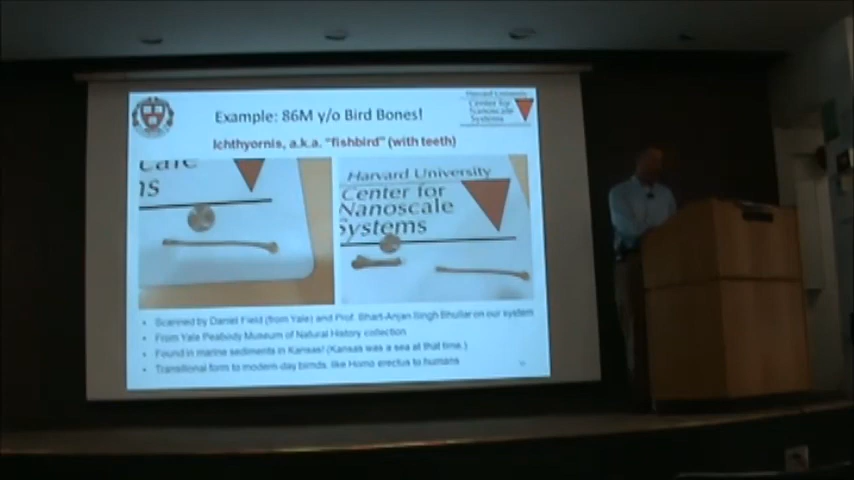 Example: 86M y/o Bird Bones!
Harvard University
Center for
Nanoscale
Systems
Ichthyornis, a.k.a. "fishbird" (with teeth)
Harvard University
Center for
Nanoscale
Systems
• Scanned by Daniel Field (from Yale) and Prof. Bhart-Anjan Singh Bhullar on our system
• From Yale Peabody Museum of Natural History collection
• Found in marine sediments in Kansas! (Kansas was a sea at that time.)
• Transitional form to modern-day birnds, like Homo erectus to humans